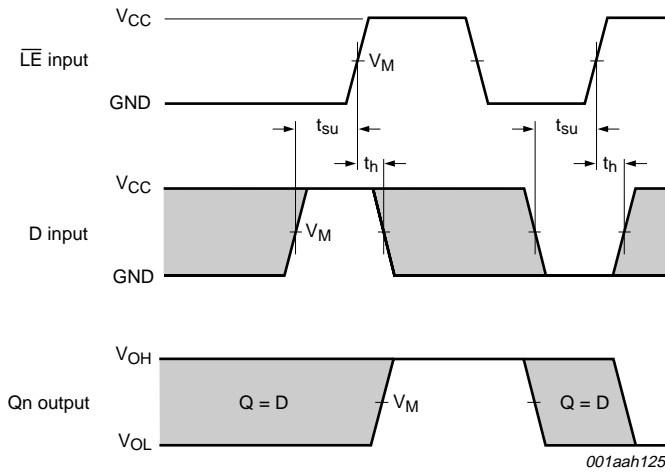 VCC
LE input
VM
GND
tsu
tsu
th
th
VCC
D input
VM
GND
VOH
Qn output
Q = D
VM
Q = D
VOL
001aah125